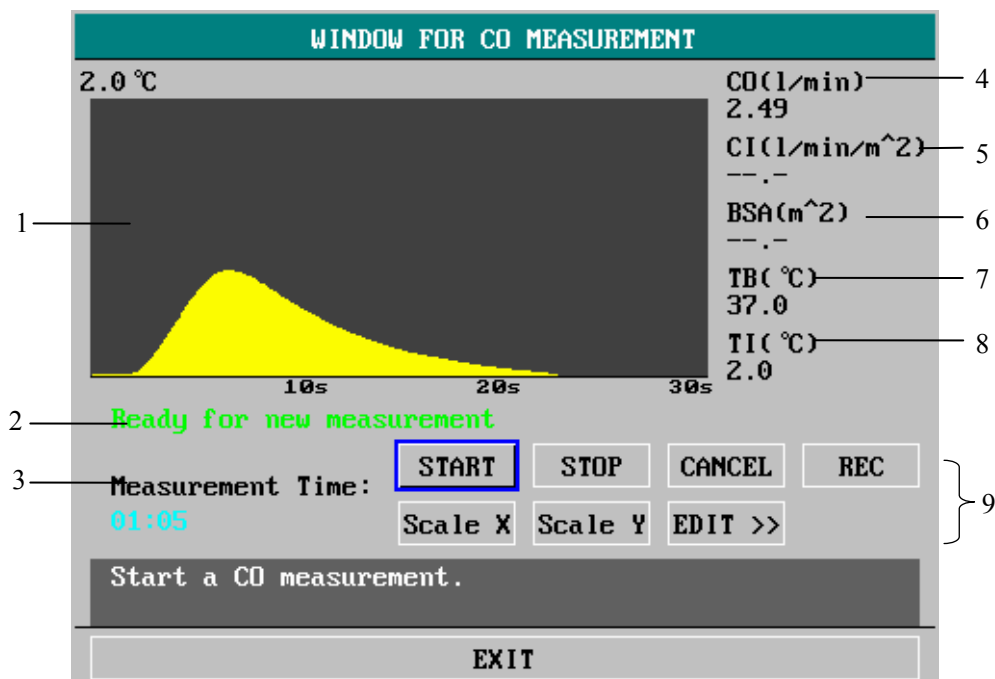 WINDOW FOR CO MEASUREMENT
2.0 ℃
CO(l/min)
4
2.49
CI(l/min/m^2)
5
--.-
BSA(m^2)
6
--.-
TB(℃)
7
37.0
TI(℃)
8
2.0
1
10s 20s 30s
2
Ready for new measurement
3
Measurement Time:
01:05
START STOP CANCEL REC
Scale X Scale Y EDIT >>
9
Start a CO measurement.
EXIT